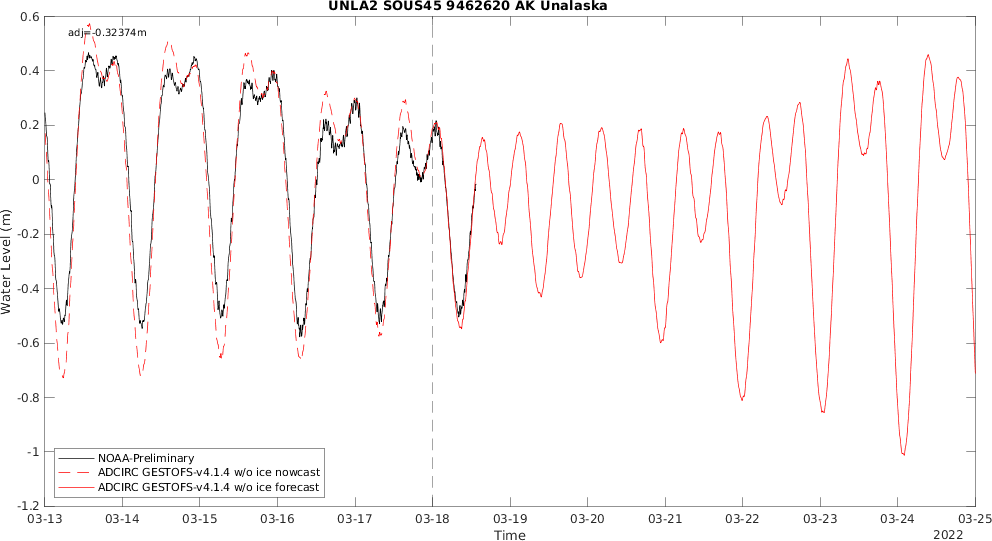 UNLA2 SOUS45 9462620 AK Unalaska
adj=-0.32374m
0.6
0.4
0.2
0
-0.2
-0.4
-0.6
-0.8
-1
-1.2
Water Level (m)
NOAA-Preliminary
ADCIRC GESTOFS-v4.1.4 w/o ice nowcast
ADCIRC GESTOFS-v4.1.4 w/o ice forecast
03-13 03-14 03-15 03-16 03-17 03-18 03-19 03-20 03-21 03-22 03-23 03-24 03-25
Time
2022